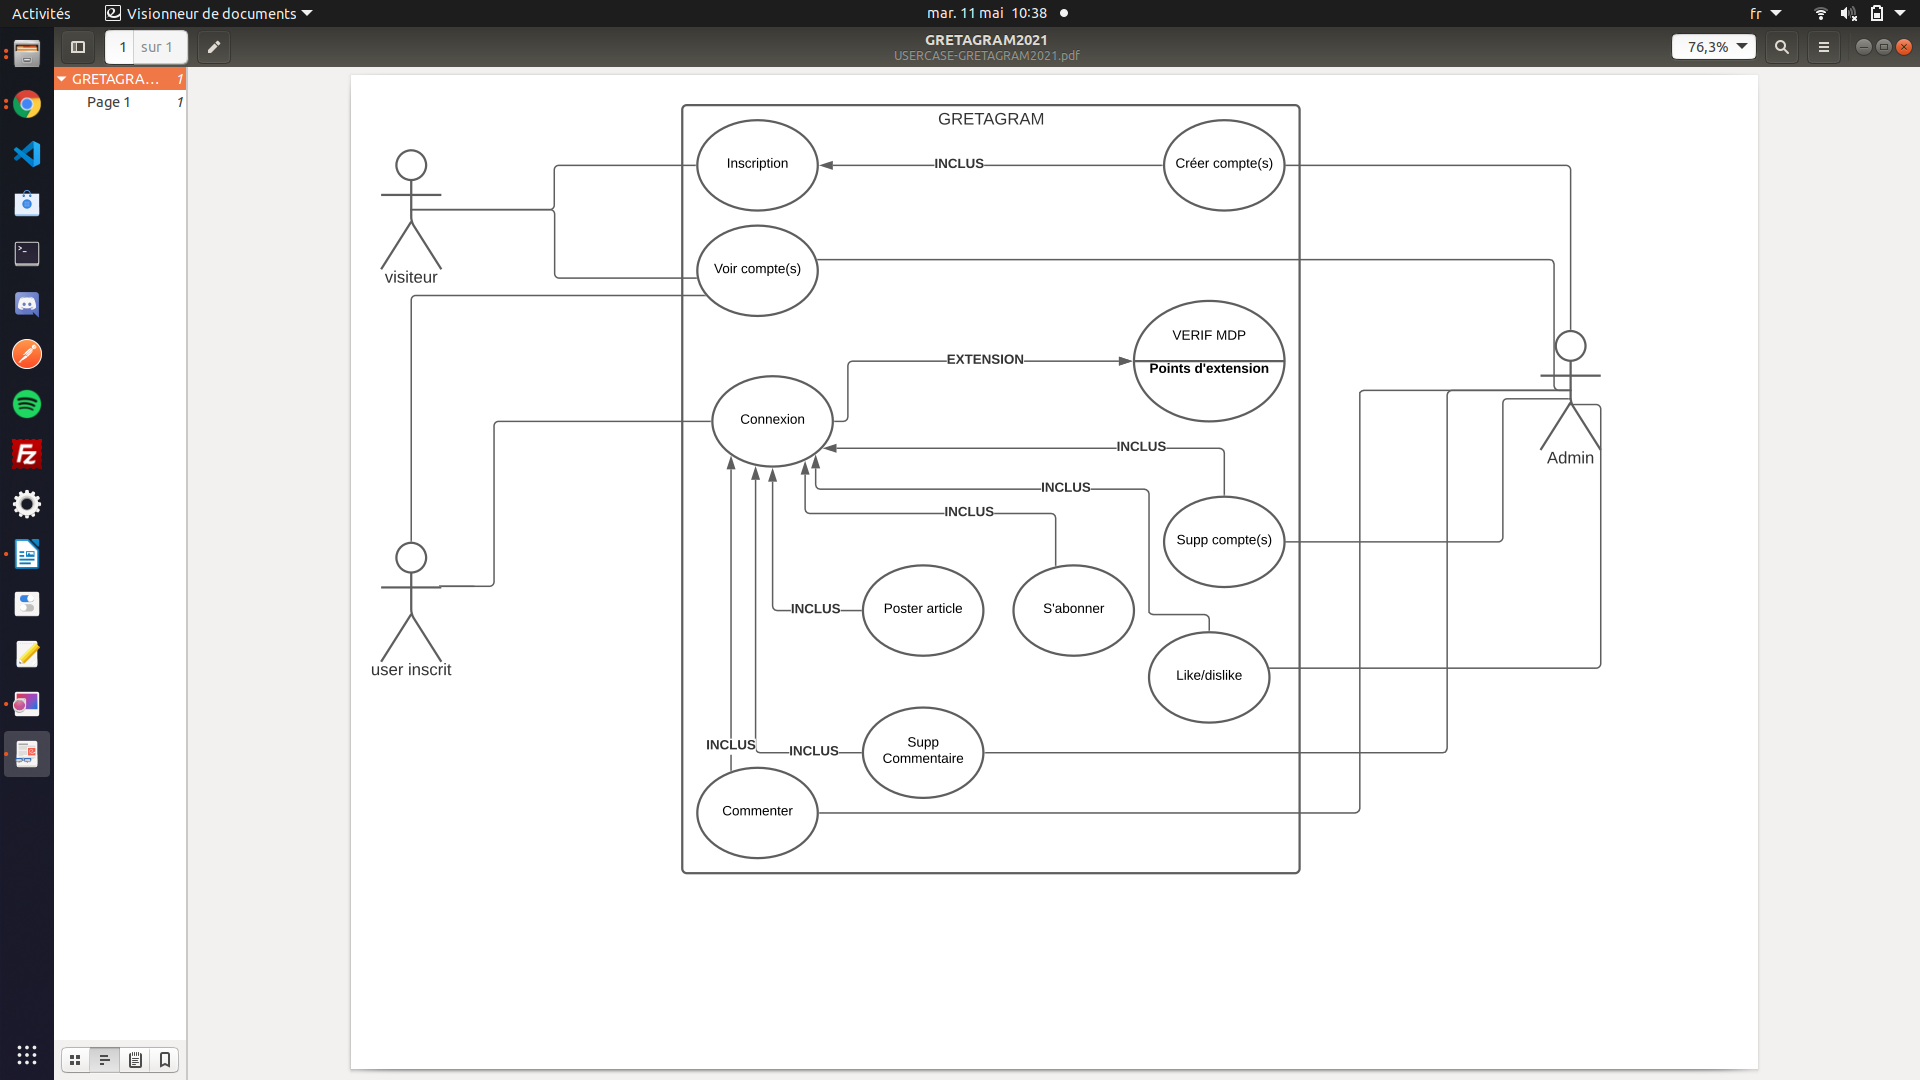 Activités
Visionneur de documents
mar. 11 mai 10:38
fr
1 sur 1
GRETAGRAM2021
USERCASE-GRETAGRAM2021.pdf
76,3%
GRETAGRA... 1
Page 1 1
GRETAGRAM
Inscription
INCLUS
Créer compte(s)
visiteur
Voir compte(s)
VERIF MDP
EXTENSION
Points d'extension
Connexion
INCLUS
Admin
INCLUS
INCLUS
Supp compte(s)
INCLUS
Poster article
S'abonner
user inscrit
Like/dislike
INCLUS
INCLUS
Supp
Commentaire
Commenter